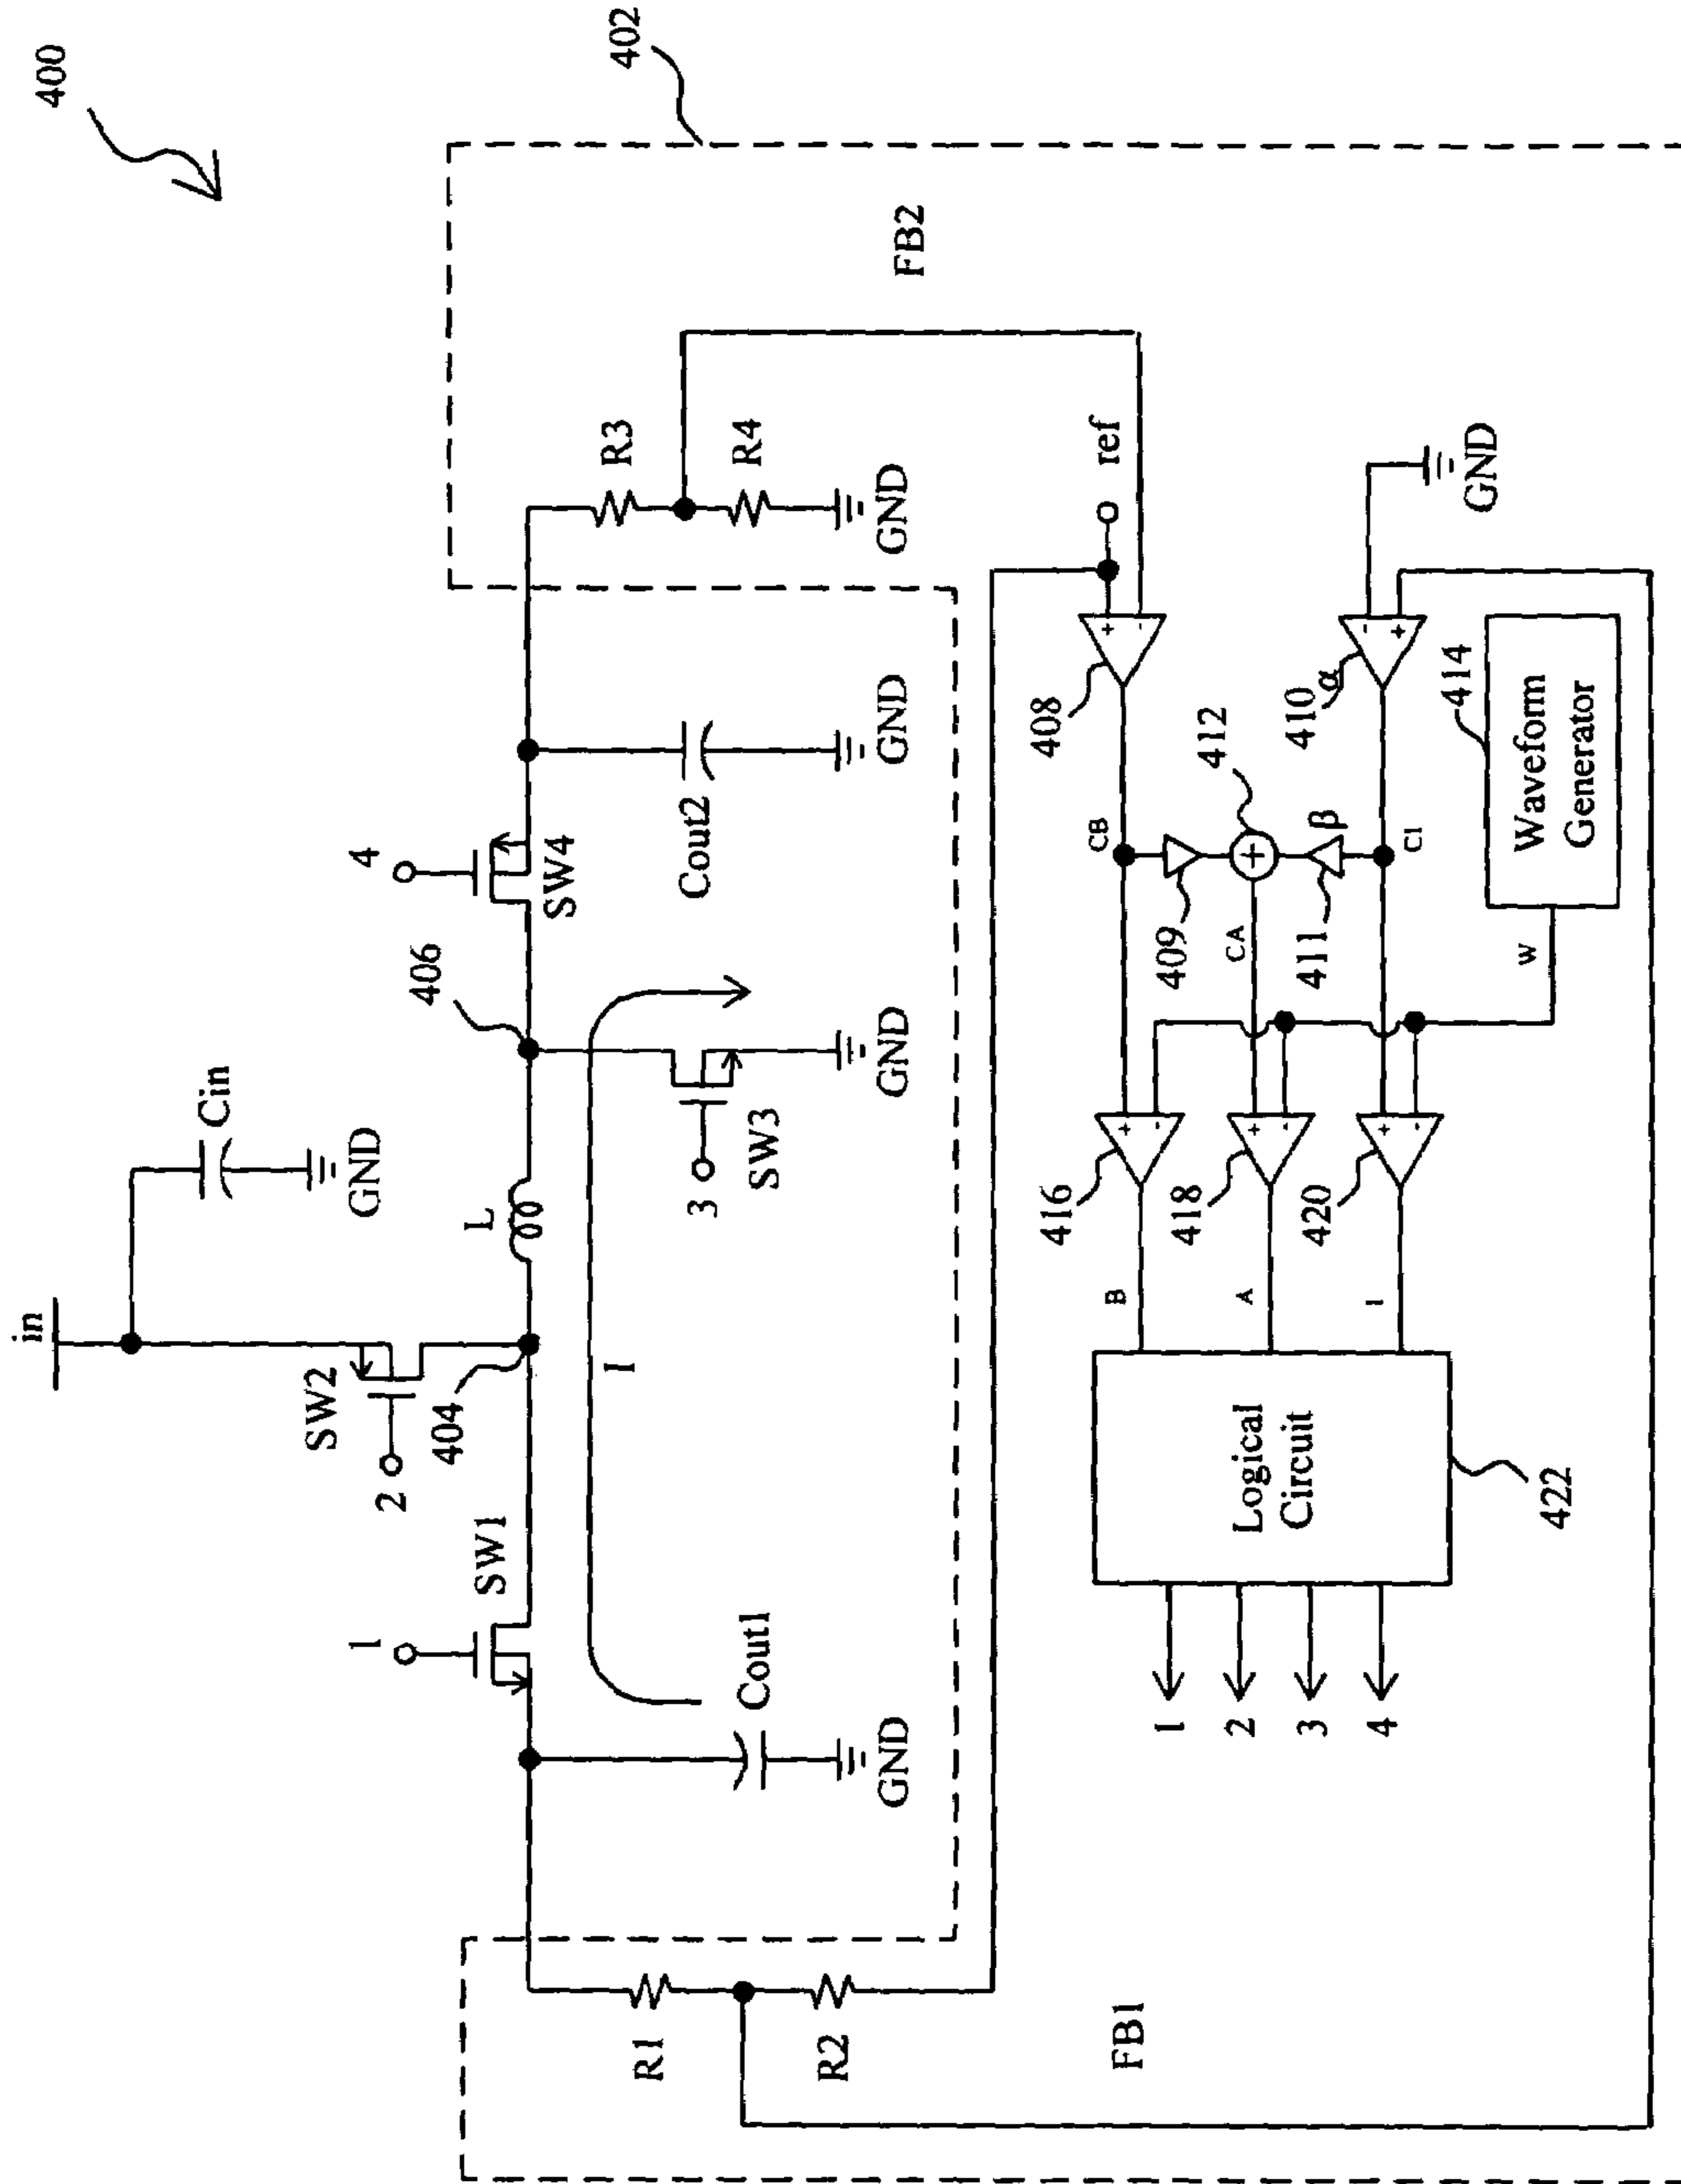 400
402
in
Cin
GND
SW2
2
404
L
406
4
SW4
SW1
1
I
3
SW3
GND
Cout1
GND
Cout2
GND
R3
R4
GND
FB2
R1
R2
FB1
ref
408
CB
409
412
CA
411
β
410
α
CI
GND
414
Waveform
Generator
W
416
418
420
B
A
I
Logical
Circuit
422
1
2
3
4
+
-
-
+
+
+
-
+
-
+
-